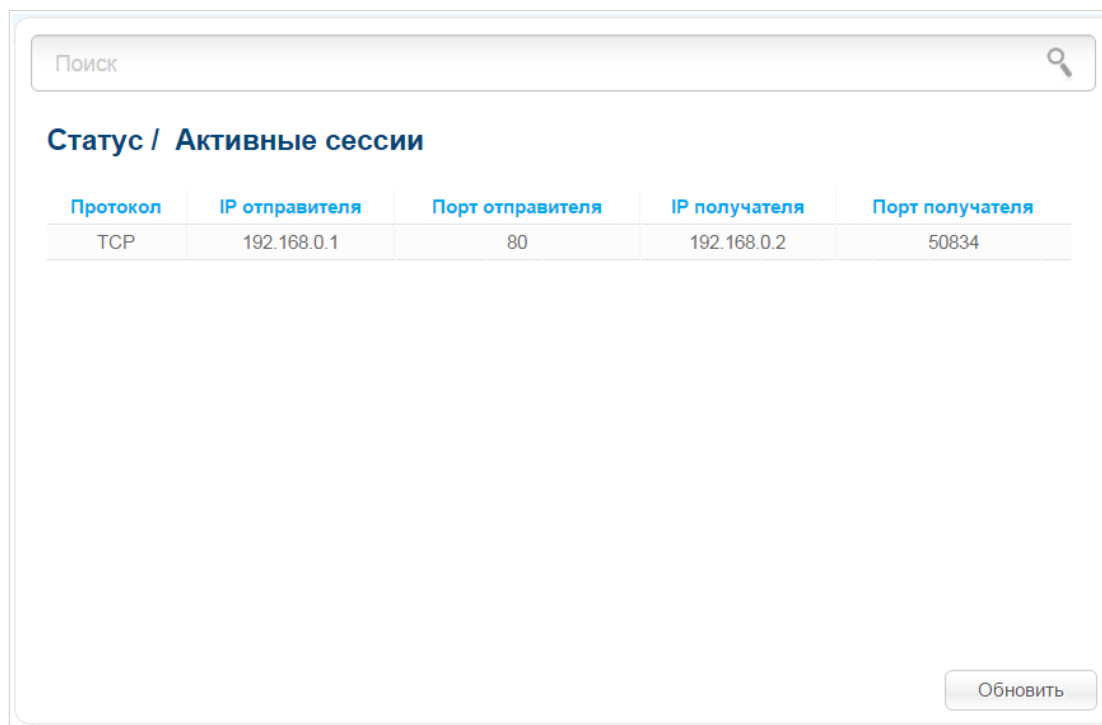 Поиск
Статус / Активные сессии
Протокол IP отправителя Порт отправителя IP получателя Порт получателя
TCP 192.168.0.1 80 192.168.0.2 50834
Обновить